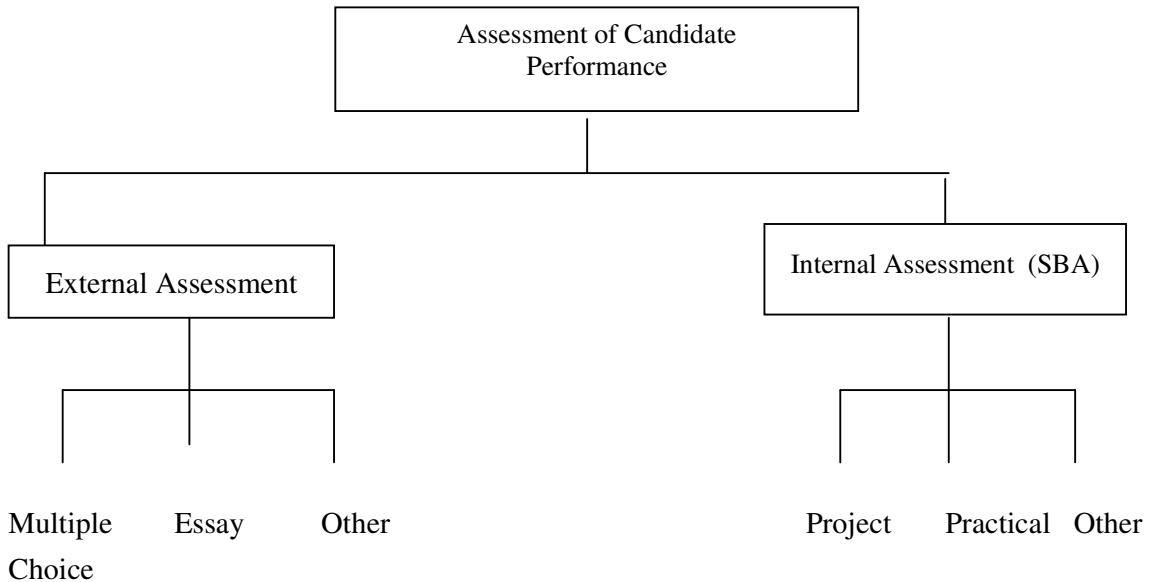 Assessment of Candidate
Performance
External Assessment
Internal Assessment (SBA)
Multiple
Choice
Essay
Other
Project
Practical
Other